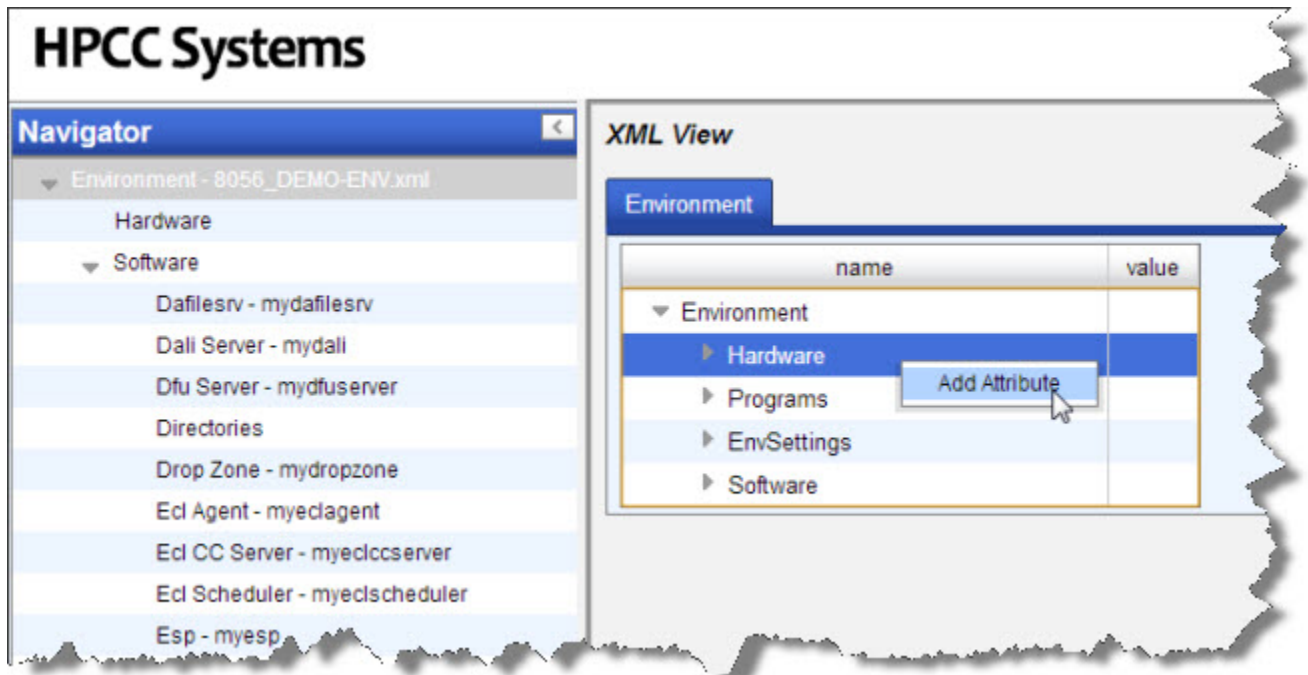 HPCC Systems
Navigator
Environment - 8056_DEMO-ENV.xml
Hardware
Software
Dafilesrv - mydafilesrv
Dali Server - mydali
Dfu Server - mydfuserver
Directories
Drop Zone - mydropzone
Ecl Agent - myeclagent
Ecl CC Server - myeclccserver
Ecl Scheduler - myeclscheduler
Esp - myesp
XML View
Environment
name value
Environment
Hardware
Add Attribute
Programs
EnvSettings
Software